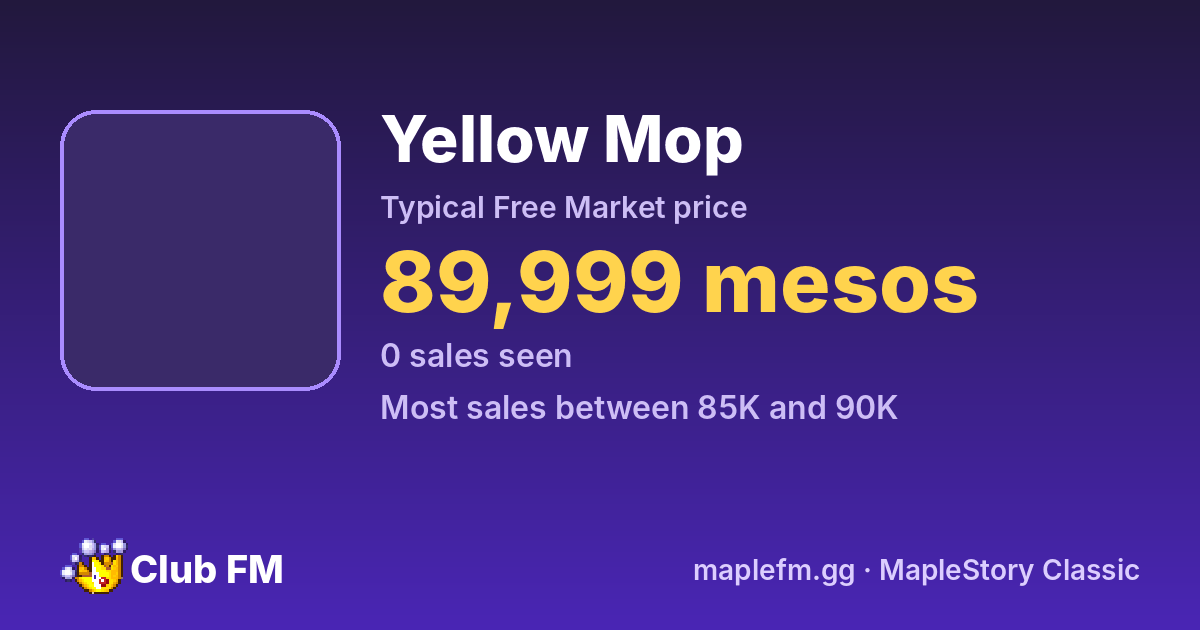 Yellow Mop
Typical Free Market price
89,999 mesos
0 sales seen
Most sales between 85K and 90K
Club FM
maplefm.gg · MapleStory Classic